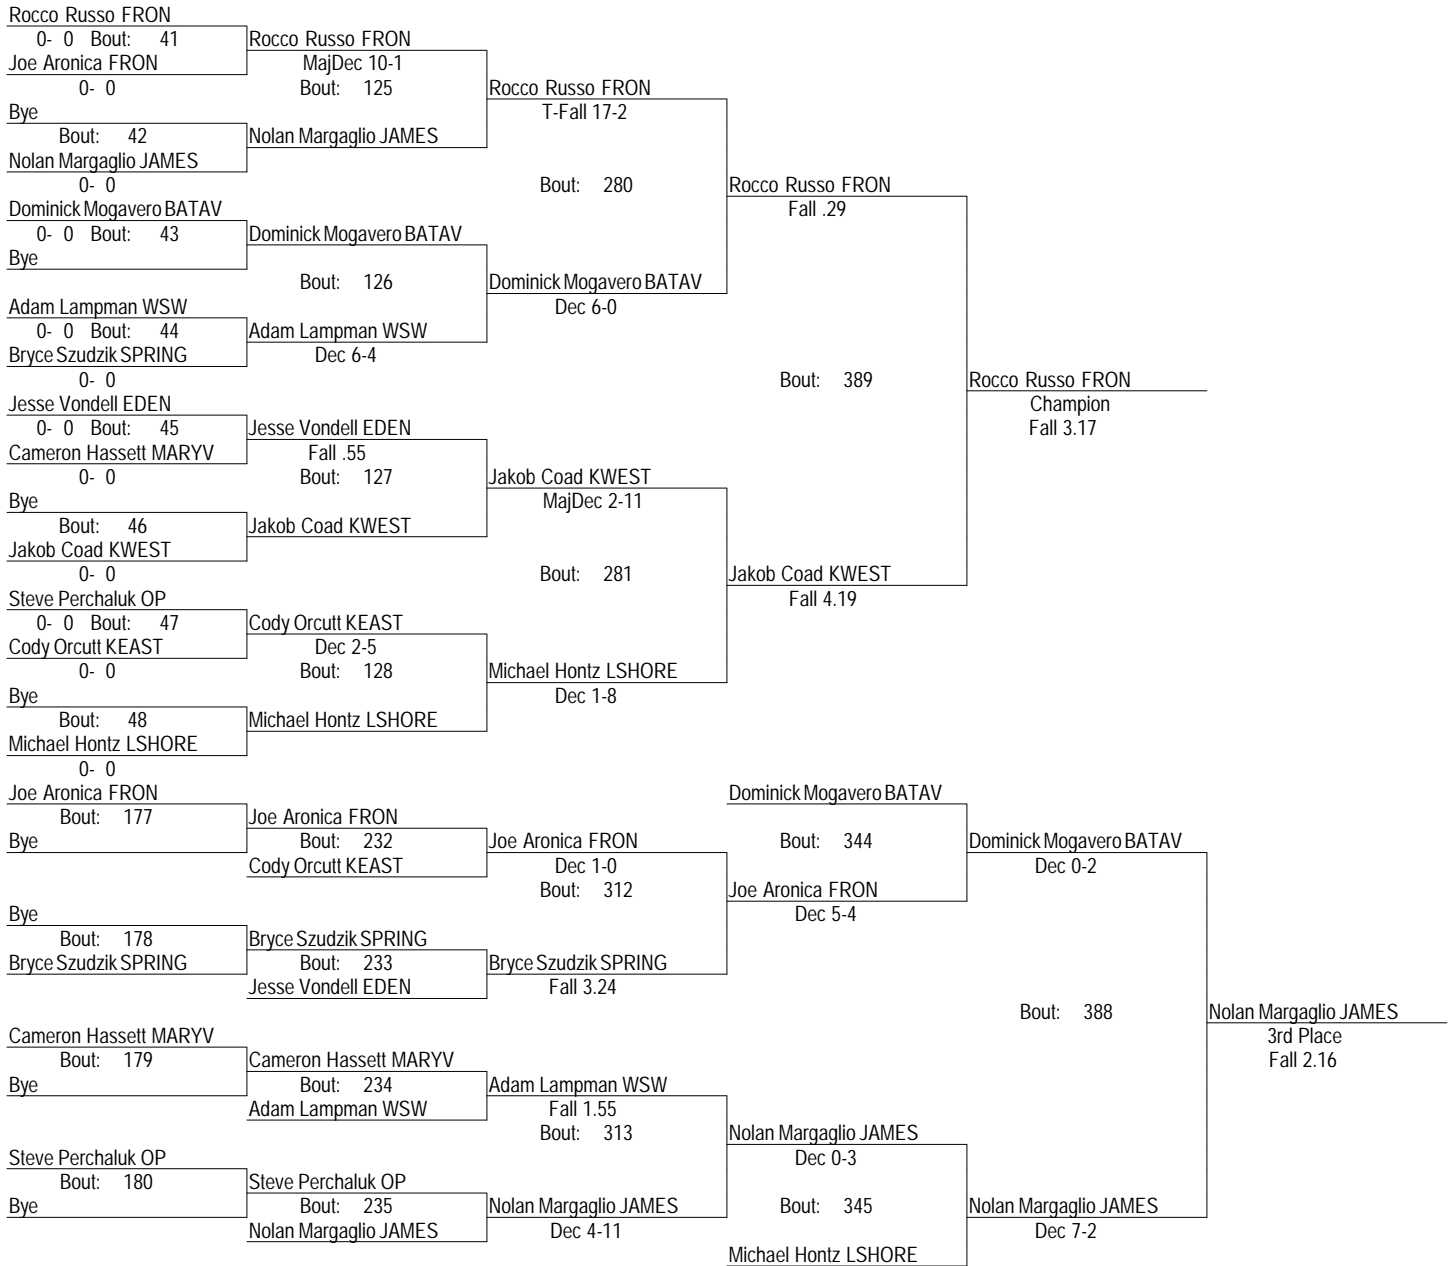 Rocco Russo FRON
0- 0 Bout: 41
Rocco Russo FRON
Joe Aronica FRON
MajDec 10-1
0- 0
Bout: 125
Rocco Russo FRON
Bye
T-Fall 17-2
Bout: 42
Nolan Margaglio JAMES
Nolan Margaglio JAMES
0- 0
Bout: 280
Rocco Russo FRON
Dominick Mogavero BATAV
Fall .29
0- 0 Bout: 43
Dominick Mogavero BATAV
Bye
Bout: 126
Dominick Mogavero BATAV
Adam Lampman WSW
Dec 6-0
0- 0 Bout: 44
Adam Lampman WSW
Bryce Szudzik SPRING
Dec 6-4
0- 0
Bout: 389
Rocco Russo FRON
Jesse Vondell EDEN
Champion
0- 0 Bout: 45
Jesse Vondell EDEN
Fall 3.17
Cameron Hassett MARYV
Fall .55
0- 0
Bout: 127
Jakob Coad KWEST
Bye
MajDec 2-11
Bout: 46
Jakob Coad KWEST
Jakob Coad KWEST
0- 0
Bout: 281
Jakob Coad KWEST
Steve Perchaluk OP
Fall 4.19
0- 0 Bout: 47
Cody Orcutt KEAST
Cody Orcutt KEAST
Dec 2-5
0- 0
Bout: 128
Michael Hontz LSHORE
Bye
Dec 1-8
Bout: 48
Michael Hontz LSHORE
Michael Hontz LSHORE
0- 0
Joe Aronica FRON
Dominick Mogavero BATAV
Bout: 177
Joe Aronica FRON
Bye
Bout: 232
Joe Aronica FRON
Bout: 344
Dominick Mogavero BATAV
Cody Orcutt KEAST
Dec 1-0
Dec 0-2
Bout: 312
Joe Aronica FRON
Bye
Dec 5-4
Bout: 178
Bryce Szudzik SPRING
Bryce Szudzik SPRING
Bout: 233
Bryce Szudzik SPRING
Jesse Vondell EDEN
Fall 3.24
Bout: 388
Nolan Margaglio JAMES
Cameron Hassett MARYV
3rd Place
Bout: 179
Cameron Hassett MARYV
Fall 2.16
Bye
Bout: 234
Adam Lampman WSW
Adam Lampman WSW
Fall 1.55
Bout: 313
Nolan Margaglio JAMES
Steve Perchaluk OP
Dec 0-3
Bout: 180
Steve Perchaluk OP
Bye
Bout: 235
Nolan Margaglio JAMES
Bout: 345
Nolan Margaglio JAMES
Nolan Margaglio JAMES
Dec 4-11
Dec 7-2
Michael Hontz LSHORE